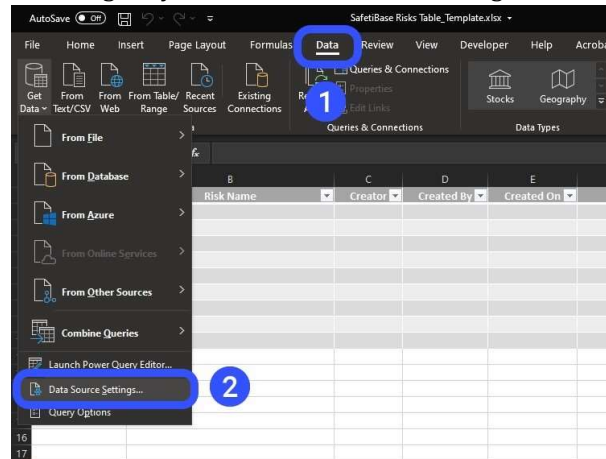 AutoSave Off SafetiBase Risks Table_Template.xlsx
File Home Insert Page Layout Formulas Data Review View Developer Help Acroba
Get Data From Text/CSV From Web From Table/ Range Recent Sources Existing Connections
Queries & Connections
Properties
Edit Links
Queries & Connections
Stocks Geography
Data Types
1
fx
From File
From Database
From Azure
From Online Services
From Other Sources
Combine Queries
Launch Power Query Editor...
Data Source Settings...
2
Query Options
B C D E
Risk Name Creator Created By Created On
16
17